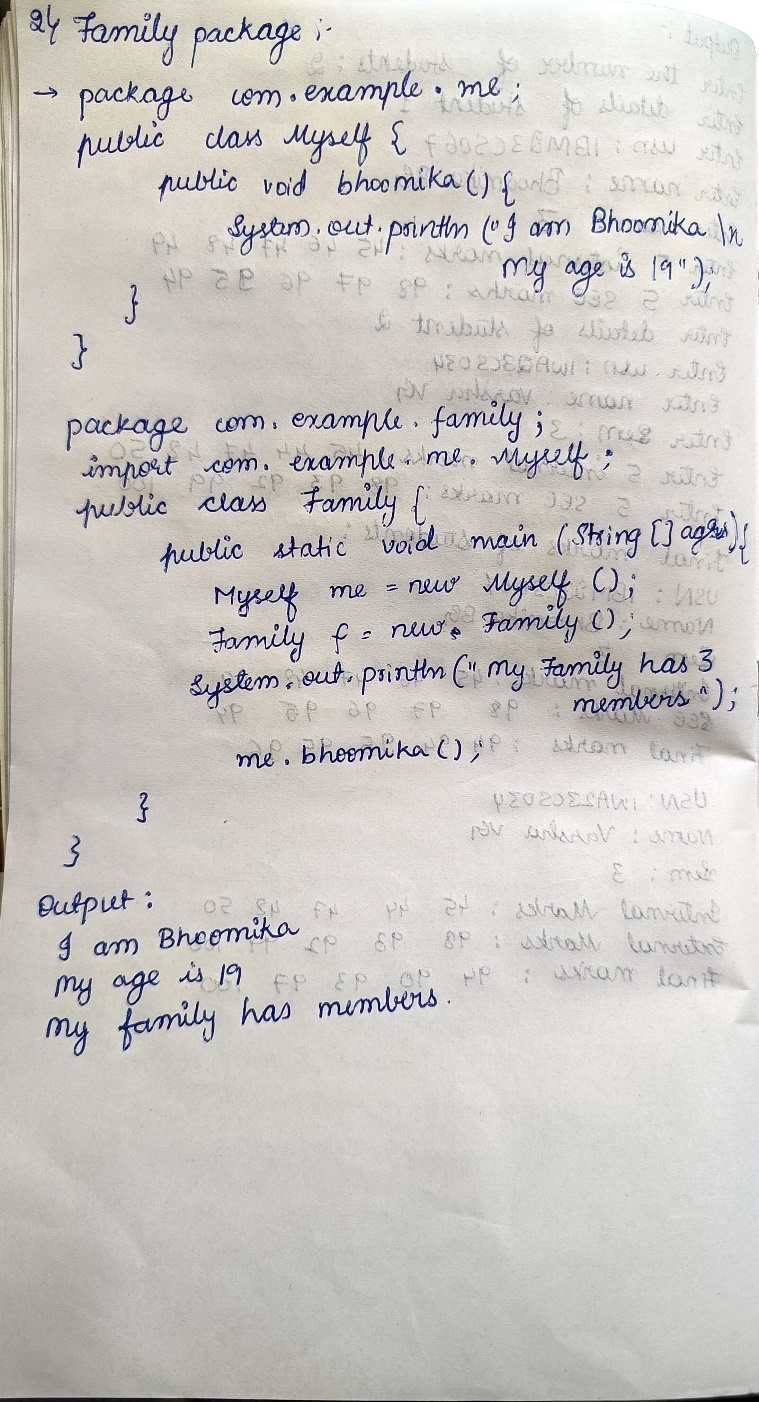 24 Family package :-
→ package com.example.me;
public class Myself {
public void bhoomika() {
System.out.println("I am Bhoomika \n
My age is 19");
}
}
package com.example.family;
import com.example.me.Myself;
public class Family {
public static void main (String [] args) {
Myself me = new Myself ();
Family f = new Family ();
System.out.println(" My Family has 3
members");
me.bhoomika();
}
}
Output :
I am Bhoomika
My age is 19
My family has members.